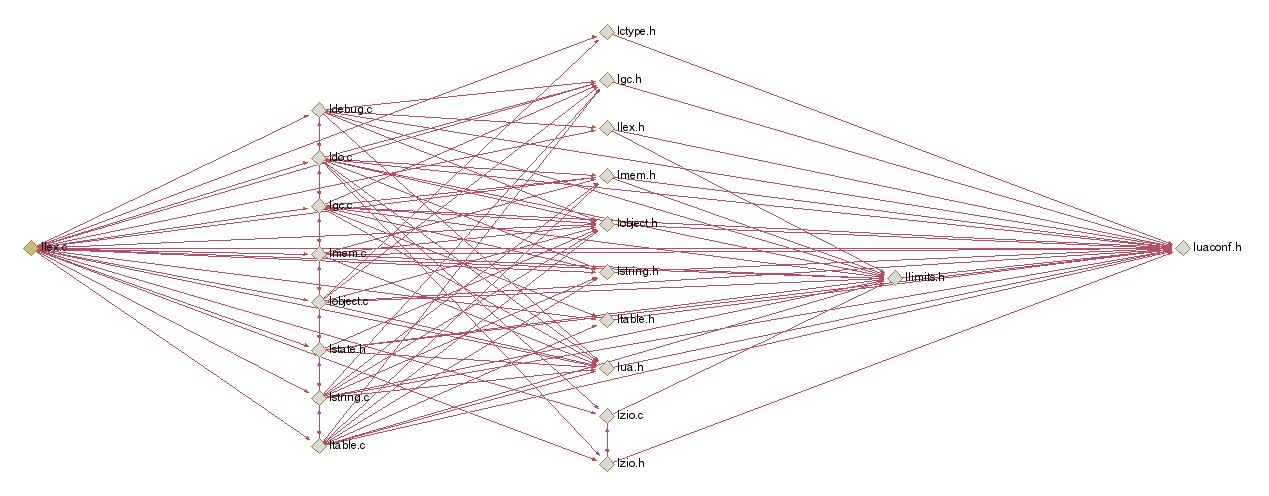 llex.c
ldebug.c
ldo.c
lgc.c
lmem.c
lobject.c
lstate.h
lstring.c
ltable.c
lctype.h
lgc.h
llex.h
lmem.h
lobject.h
lstring.h
ltable.h
lua.h
lzio.c
lzio.h
llimits.h
luaconf.h